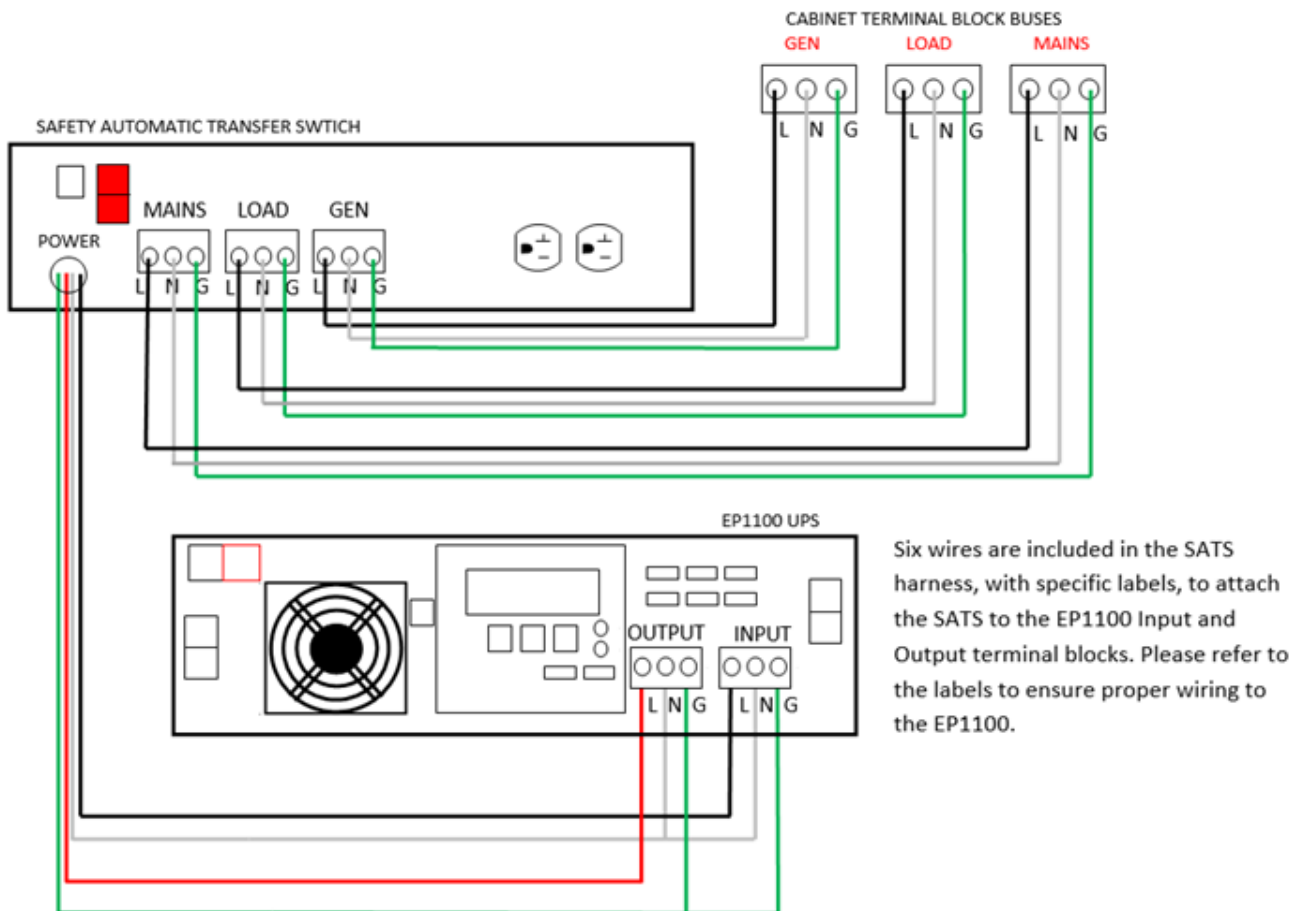 CABINET TERMINAL BLOCK BUSES
GEN LOAD MAINS
L N G L N G L N G
SAFETY AUTOMATIC TRANSFER SWTICH
MAINS LOAD GEN
POWER
L N G L N G L N G
EP1100 UPS
OUTPUT INPUT
L N G L N G
Six wires are included in the SATS
harness, with specific labels, to attach
the SATS to the EP1100 Input and
Output terminal blocks. Please refer to
the labels to ensure proper wiring to
the EP1100.